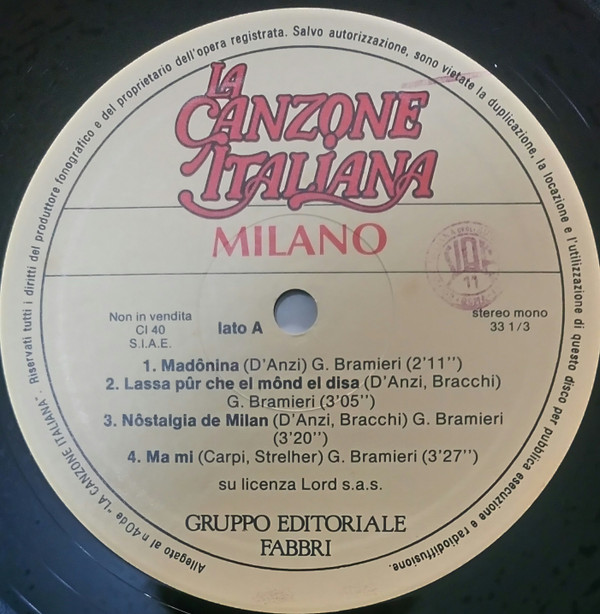 LA
CANZONE
ITALIANA
MILANO
Non in vendita
CI 40
S.I.A.E.
lato A
stereo mono
33 1/3
1. Madônina (D'Anzi) G. Bramieri (2'11'')
2. Lassa pûr che el mônd el disa (D'Anzi, Bracchi)
G. Bramieri (3'05'')
3. Nôstalgia de Milan (D'Anzi, Bracchi) G. Bramieri
(3'20'')
4. Ma mi (Carpi, Strelher) G. Bramieri (3'27'')
su licenza Lord s.a.s.
GRUPPO EDITORIALE
FABBRI
Allegato al n 40 de "LA CANZONE ITALIANA". Riservati tutti i diritti del produttore fonografico e del proprietario dell'opera registrata. Salvo autorizzazione, sono vietate la duplicazione, la locazione e l'utilizzazione di questo disco per pubblica esecuzione e radiodiffusione.
11